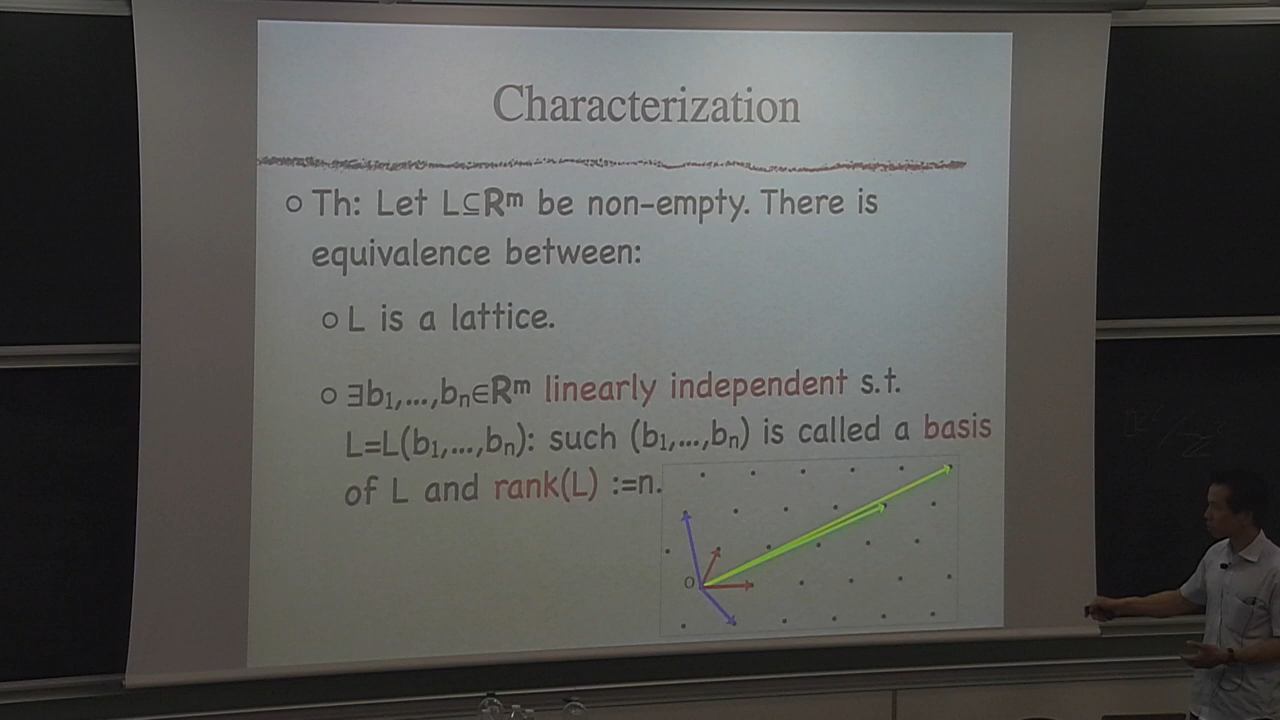 Characterization
Th: Let L⊆Rᵐ be non-empty. There is
equivalence between:
L is a lattice.
∃b₁,...,bₙ∈Rᵐ linearly independent s.t.
L=L(b₁,...,bₙ): such (b₁,...,bₙ) is called a basis
of L and rank(L) :=n.
O